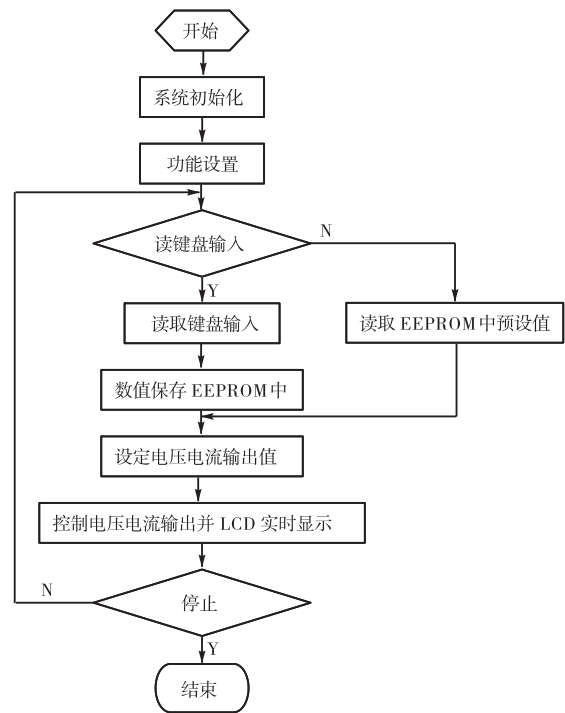 开始
系统初始化
功能设置
读键盘输入
N
Y
读取键盘输入
读取 EEPROM 中预设值
数值保存 EEPROM 中
设定电压电流输出值
控制电压电流输出并 LCD 实时显示
N
停止
Y
结束